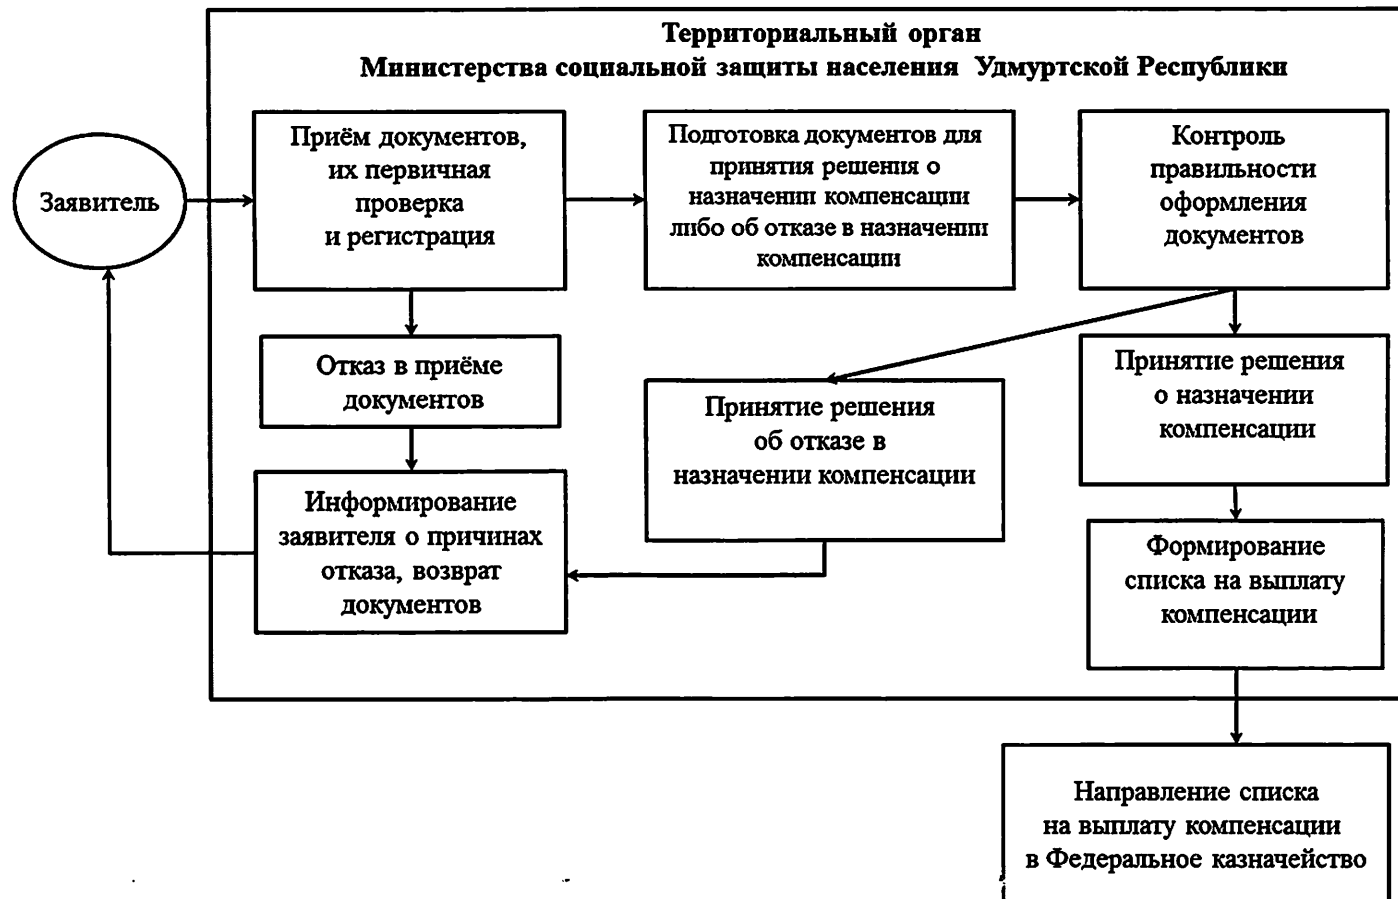 Территориальный орган
Министерства социальной защиты населения Удмуртской Республики
Заявитель
Приём документов,
их первичная
проверка
и регистрация
Подготовка документов для
принятия решения о
назначении компенсации
либо об отказе в назначении
компенсации
Контроль
правильности
оформления
документов
Отказ в приёме
документов
Принятие решения
об отказе в
назначении компенсации
Принятие решения
о назначении
компенсации
Информирование
заявителя о причинах
отказа, возврат
документов
Формирование
списка на выплату
компенсации
Направление списка
на выплату компенсации
в Федеральное казначейство